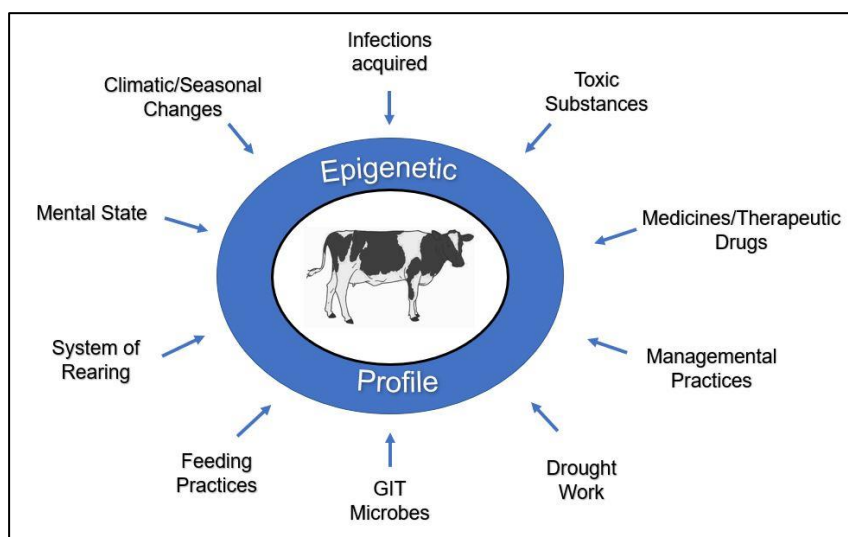 Infections
acquired
Toxic
Substances
Medicines/Therapeutic
Drugs
Managemental
Practices
Drought
Work
GIT
Microbes
Feeding
Practices
System of
Rearing
Mental State
Climatic/Seasonal
Changes
Epigenetic
Profile